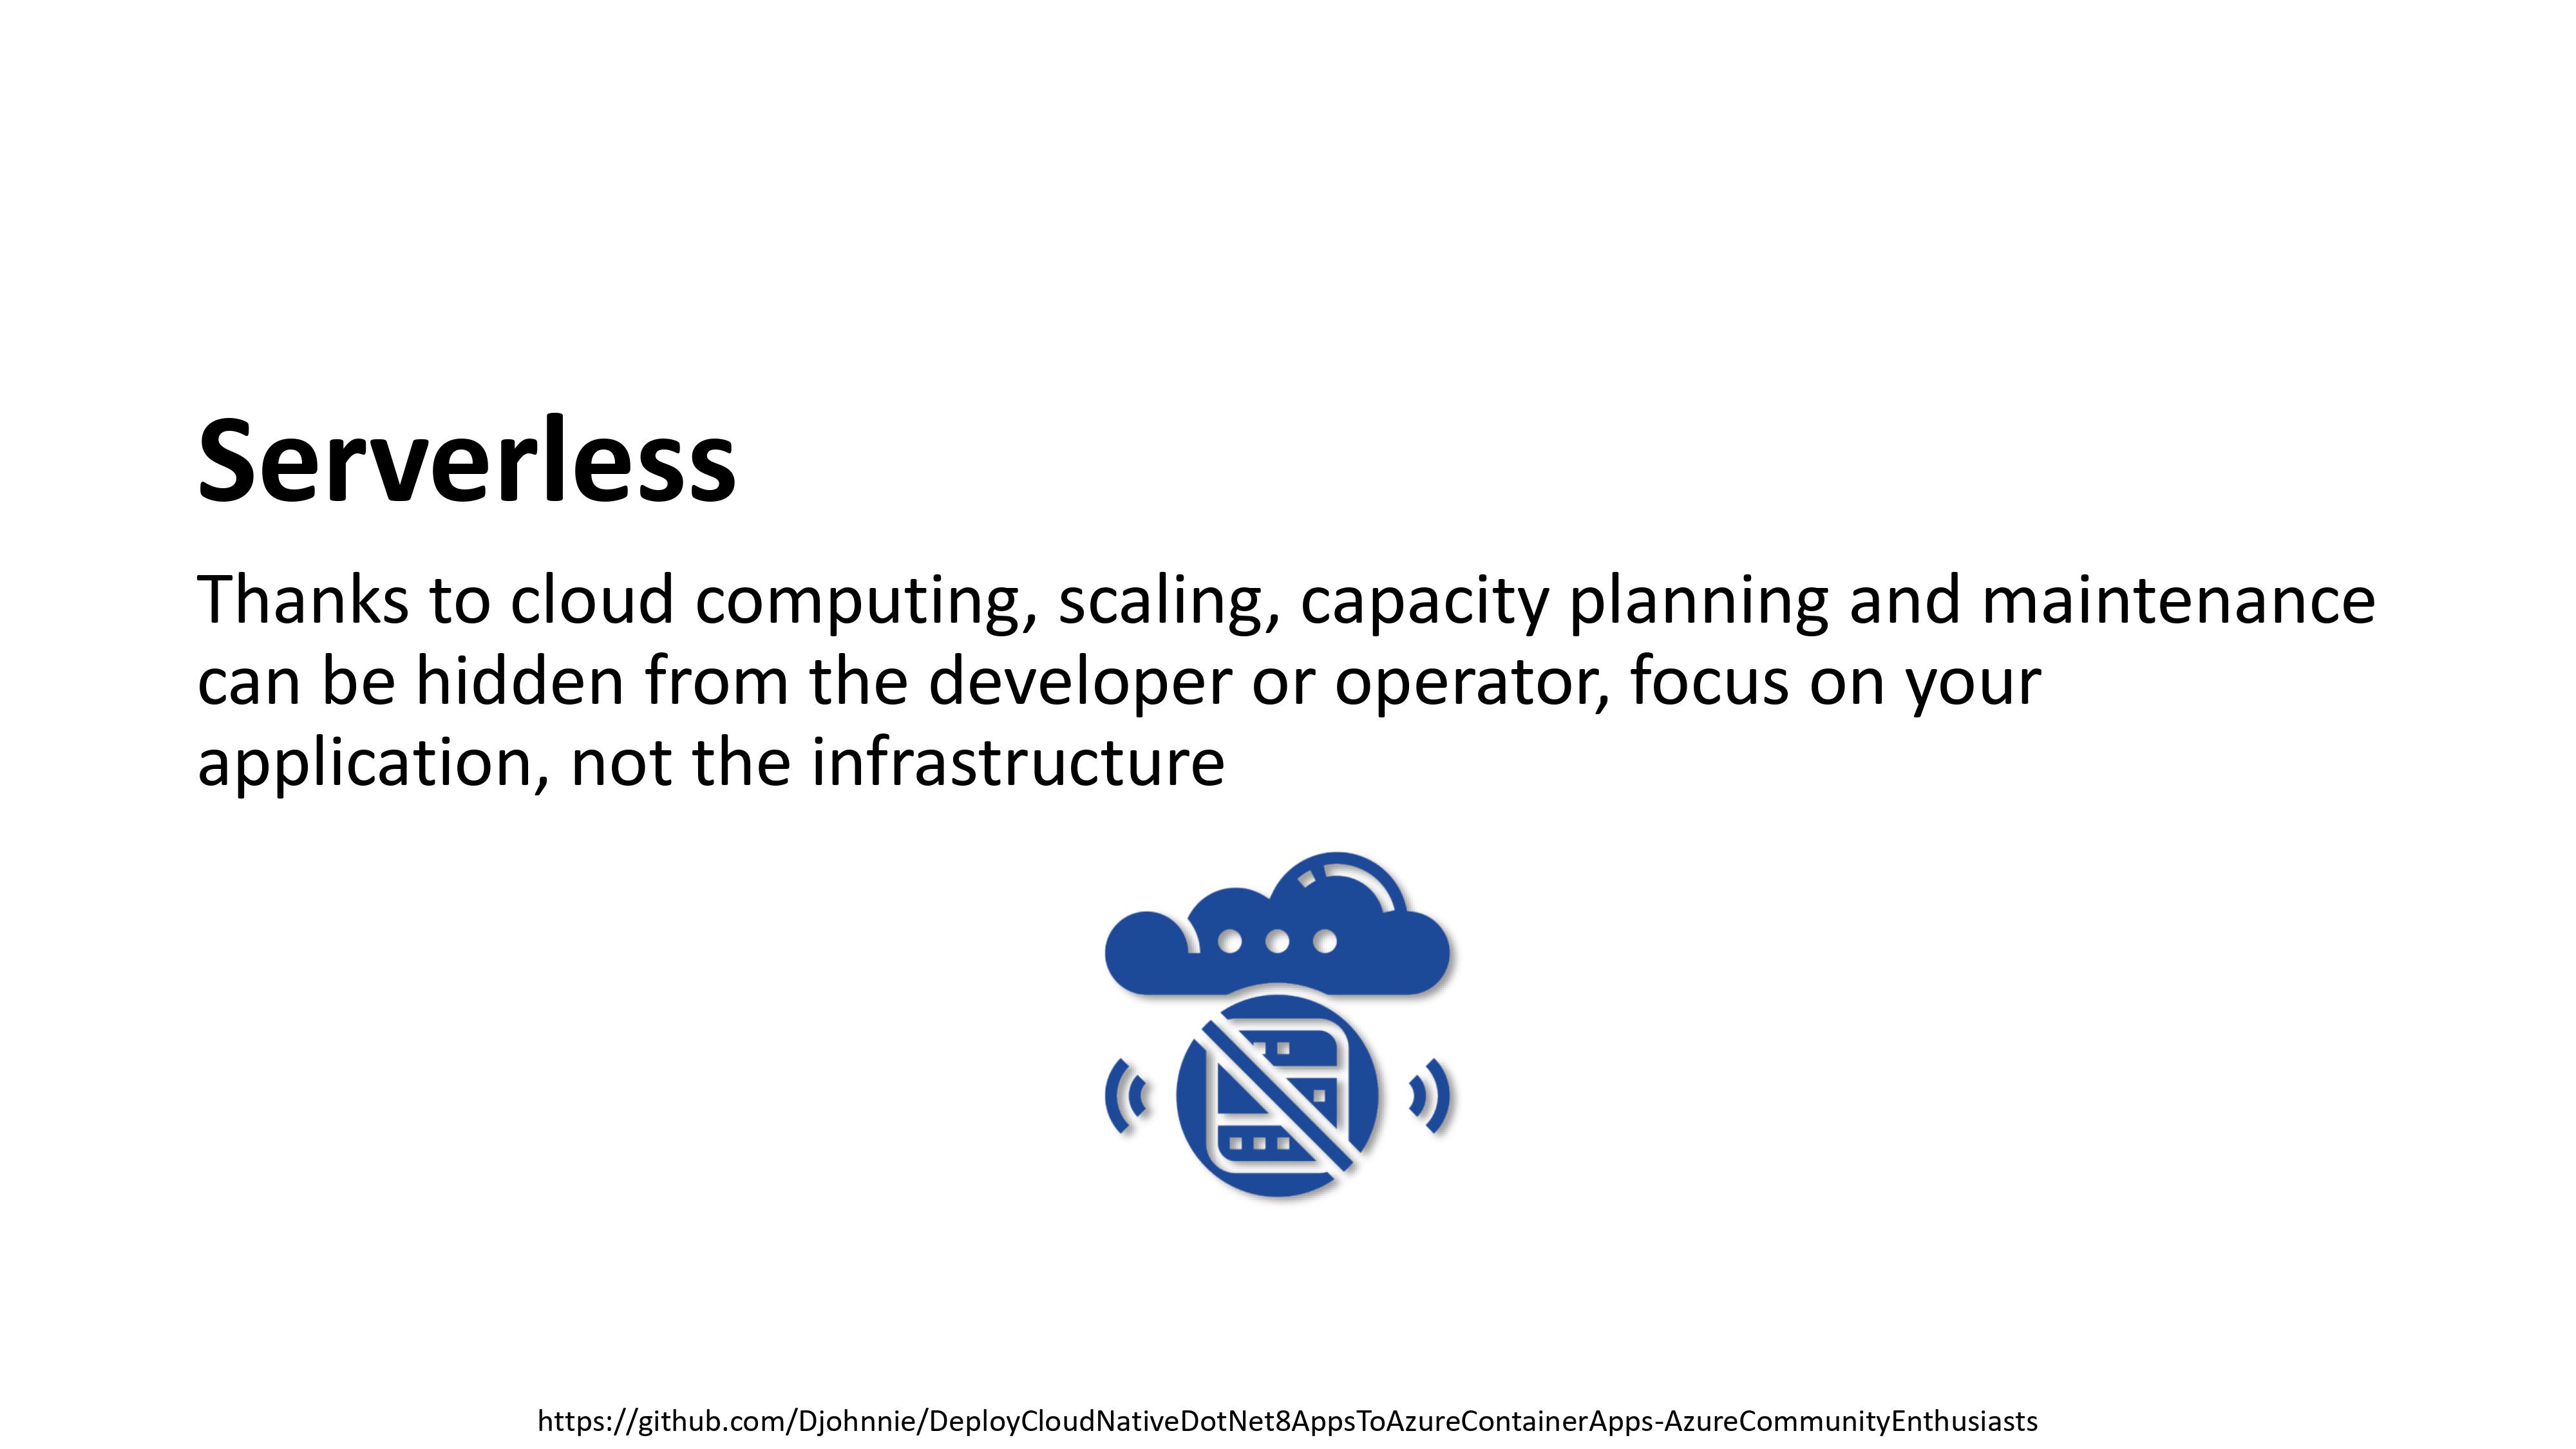 Serverless
Thanks to cloud computing, scaling, capacity planning and maintenance
can be hidden from the developer or operator, focus on your
application, not the infrastructure
https://github.com/Djohnnie/DeployCloudNativeDotNet8AppsToAzureContainerApps-AzureCommunityEnthusiasts